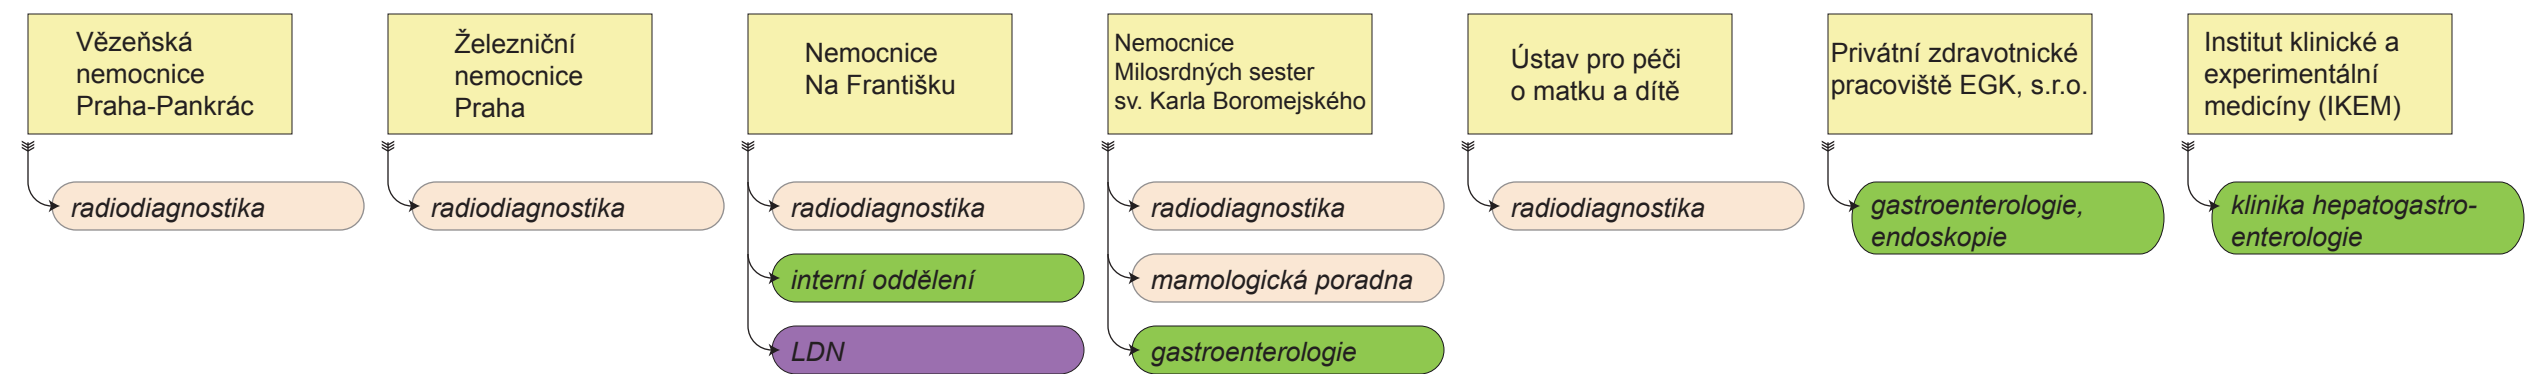 Vězeňská
nemocnice
Praha-Pankrác
radiodiagnostika
Železniční
nemocnice
Praha
radiodiagnostika
Nemocnice
Na Františku
radiodiagnostika
interní oddělení
LDN
Nemocnice
Milosrdných sester
sv. Karla Boromejského
radiodiagnostika
mamologická poradna
gastroenterologie
Ústav pro péči
o matku a dítě
radiodiagnostika
Privátní zdravotnické
pracoviště EGK, s.r.o.
gastroenterologie,
endoskopie
Institut klinické a
experimentální
medicíny (IKEM)
klinika hepatogastro-
enterologie